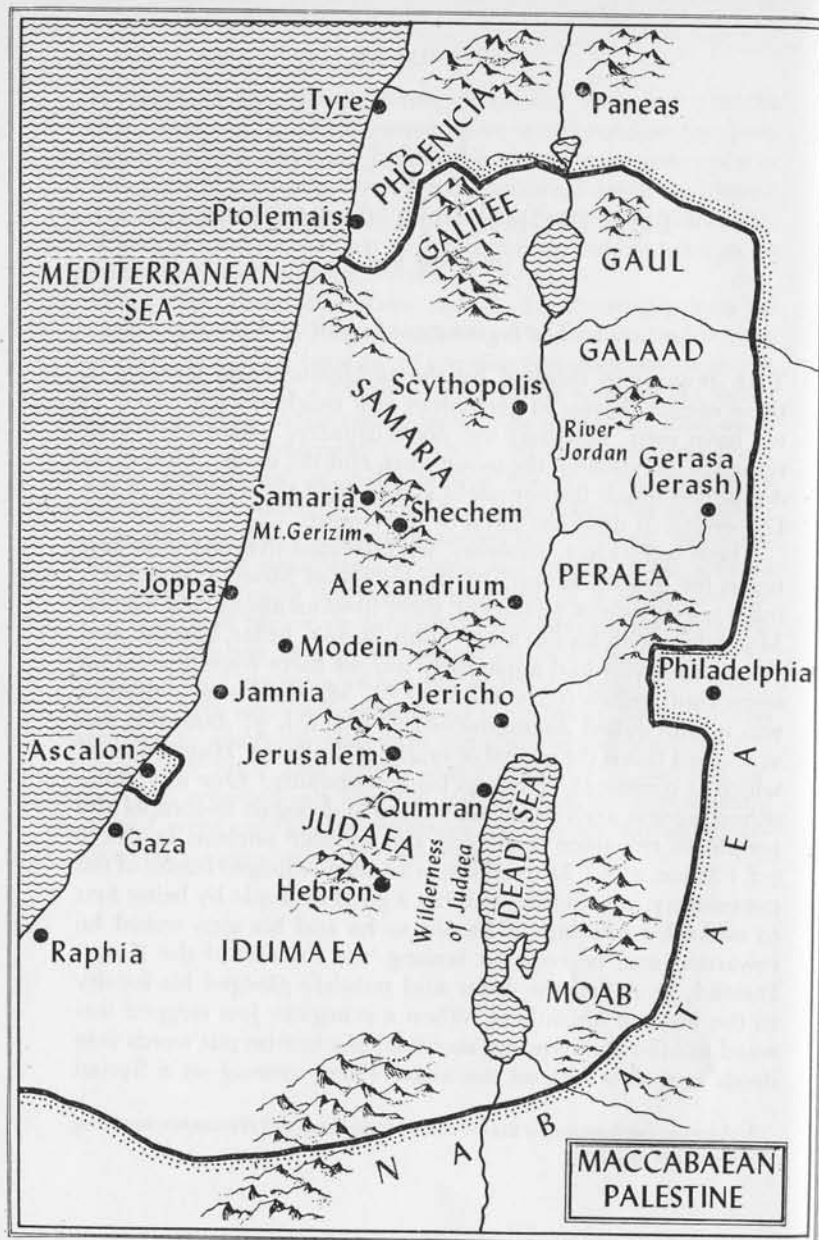 Tyre
PHOENICIA
Paneas
Ptolemais
GALILEE
MEDITERRANEAN
SEA
GAUL
GALAAD
Scythopolis
SAMARIA
River
Jordan
Gerasa
(Jerash)
Samaria
Shechem
Mt. Gerizim
Joppa
Alexandrium
PERAEA
Modein
Philadelphia
Jamnia
Jericho
Ascalon
Jerusalem
Qumran
Gaza
JUDAEA
DEAD SEA
Wilderness
of Judaea
Hebron
Raphia
IDUMAEA
MOAB
NABATAEA
MACCABAEAN
PALESTINE